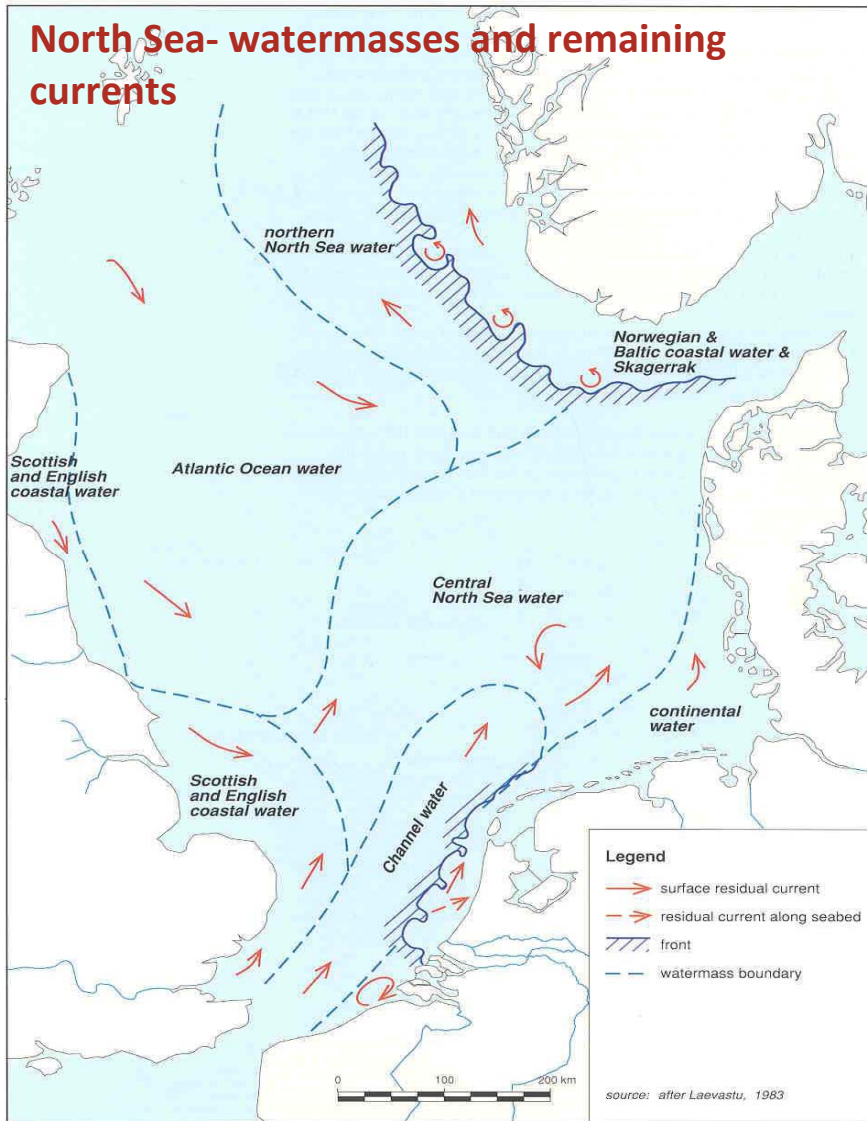 North Sea- watermasses and remaining
currents
northern
North Sea water
Norwegian &
Baltic coastal water &
Skagerrak
Scottish
and English
coastal water
Atlantic Ocean water
Central
North Sea water
continental
water
Scottish
and English
coastal water
Channel water
Legend
surface residual current
residual current along seabed
front
watermass boundary
0 100 200 km
source: after Laevastu, 1983